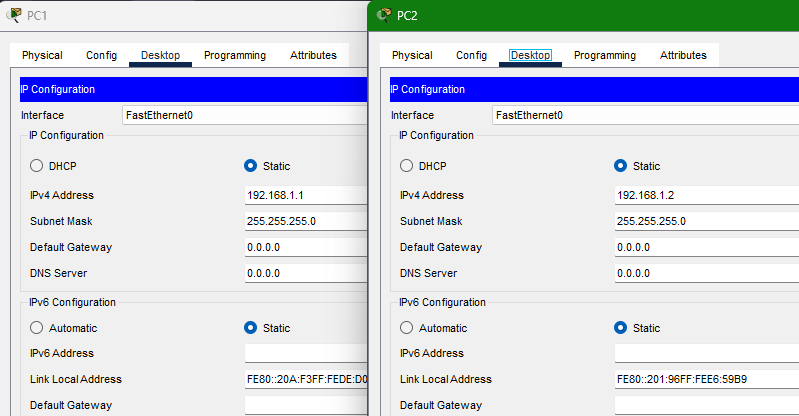 PC1
Physical Config Desktop Programming Attributes
IP Configuration
Interface FastEthernet0
IP Configuration
DHCP Static
IPv4 Address 192.168.1.1
Subnet Mask 255.255.255.0
Default Gateway 0.0.0.0
DNS Server 0.0.0.0
IPv6 Configuration
Automatic Static
IPv6 Address
Link Local Address FE80::20A:F3FF:FEDE:D0
Default Gateway
PC2
Physical Config Desktop Programming Attributes
IP Configuration
Interface FastEthernet0
IP Configuration
DHCP Static
IPv4 Address 192.168.1.2
Subnet Mask 255.255.255.0
Default Gateway 0.0.0.0
DNS Server 0.0.0.0
IPv6 Configuration
Automatic Static
IPv6 Address
Link Local Address FE80::201:96FF:FEE6:59B9
Default Gateway